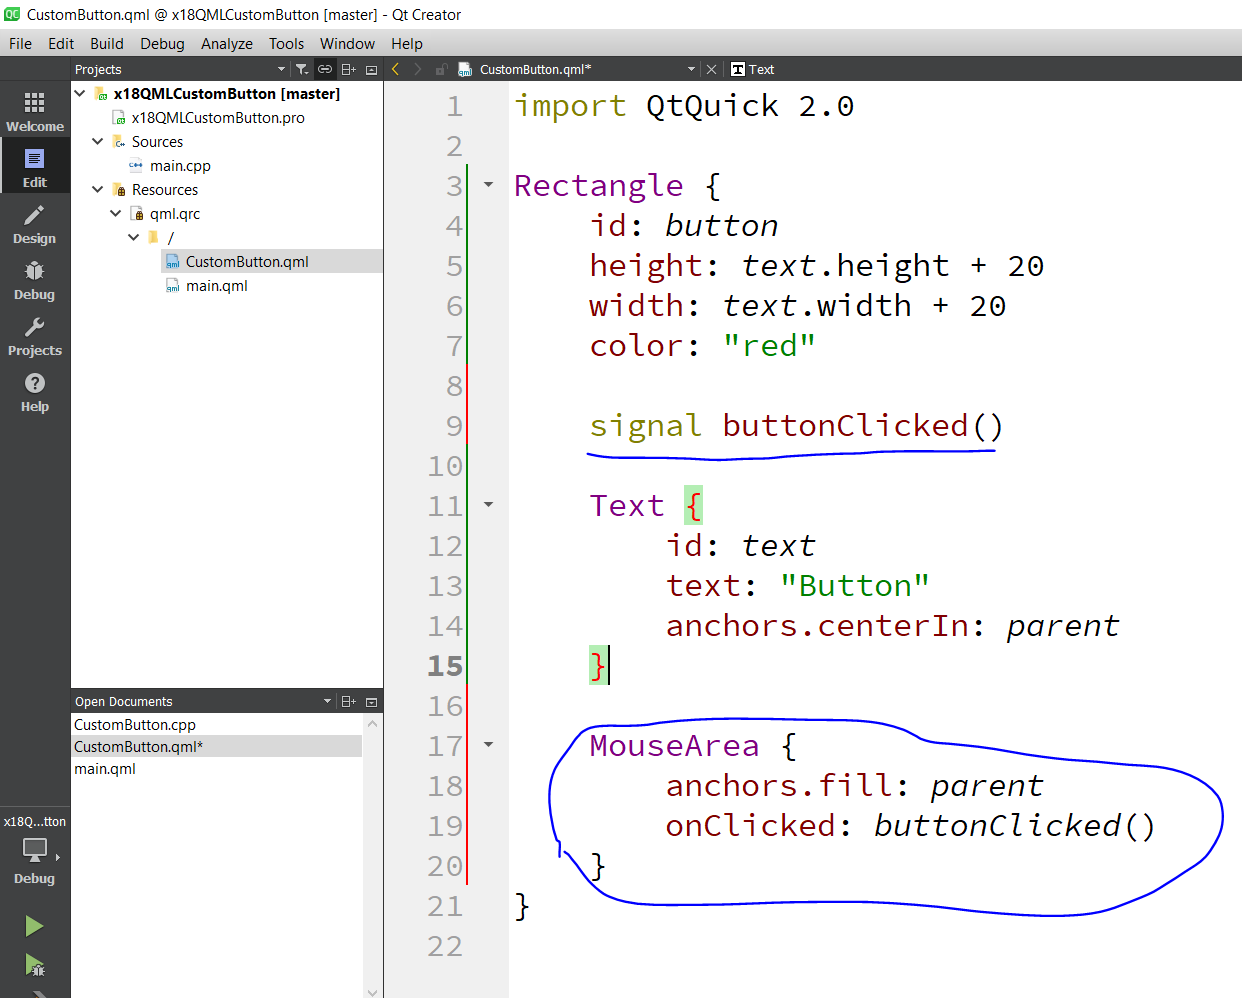 CustomButton.qml @ x18QMLCustomButton [master] - Qt Creator
File Edit Build Debug Analyze Tools Window Help
Projects
CustomButton.qml*
Text
Welcome
Edit
Design
Debug
Projects
Help
x18QMLCustomButton [master]
x18QMLCustomButton.pro
Sources
main.cpp
Resources
qml.qrc
/
CustomButton.qml
main.qml
Open Documents
CustomButton.cpp
CustomButton.qml*
main.qml
x18Q...tton
Debug
1 import QtQuick 2.0
2
3 Rectangle {
4 id: button
5 height: text.height + 20
6 width: text.width + 20
7 color: "red"
8
9 signal buttonClicked()
10
11 Text {
12 id: text
13 text: "Button"
14 anchors.centerIn: parent
15 }
16
17 MouseArea {
18 anchors.fill: parent
19 onClicked: buttonClicked()
20 }
21 }
22